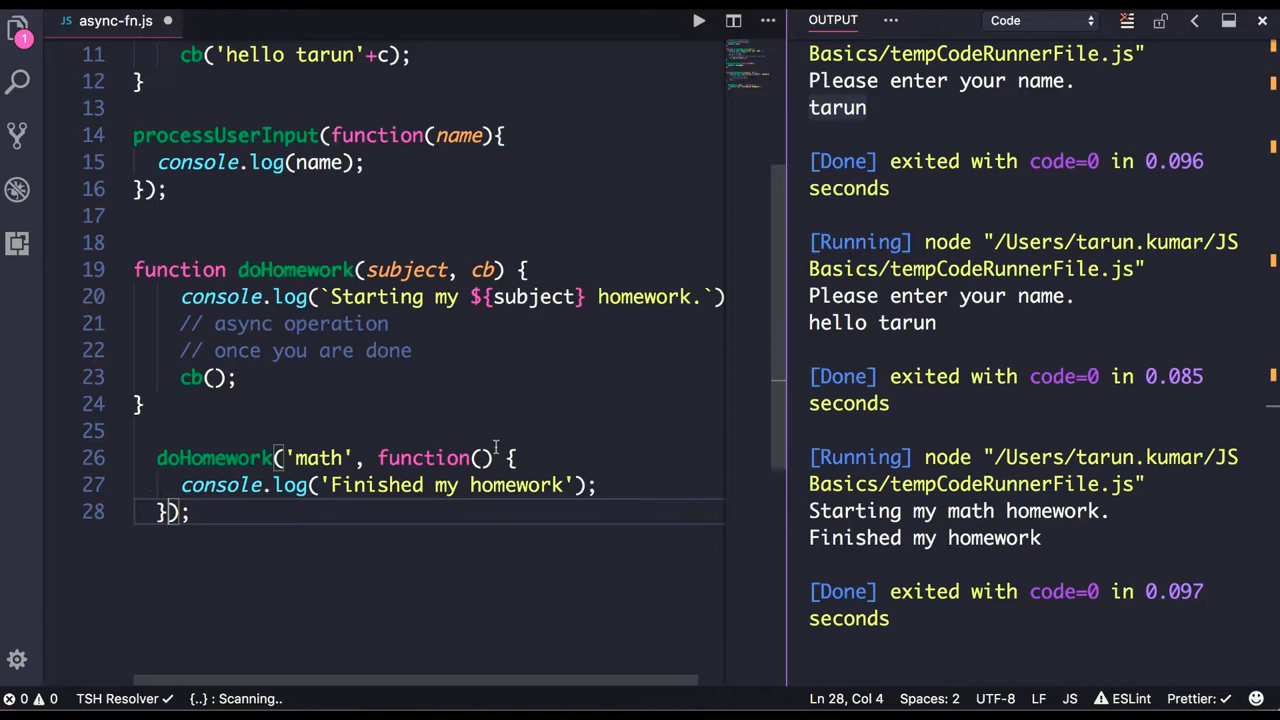 JS async-fn.js
OUTPUT
Code
1
11 cb('hello tarun'+c);
12 }
13
14 processUserInput(function(name){
15 console.log(name);
16 });
17
18
19 function doHomework(subject, cb) {
20 console.log(`Starting my ${subject} homework.`)
21 // async operation
22 // once you are done
23 cb();
24 }
25
26 doHomework('math', function() {
27 console.log('Finished my homework');
28 });
Basics/tempCodeRunnerFile.js"
Please enter your name.
tarun
[Done] exited with code=0 in 0.096
seconds
[Running] node "/Users/tarun.kumar/JS
Basics/tempCodeRunnerFile.js"
Please enter your name.
hello tarun
[Done] exited with code=0 in 0.085
seconds
[Running] node "/Users/tarun.kumar/JS
Basics/tempCodeRunnerFile.js"
Starting my math homework.
Finished my homework
[Done] exited with code=0 in 0.097
seconds
0 0 TSH Resolver {..} : Scanning.. Ln 28, Col 4 Spaces: 2 UTF-8 LF JS ESLint Prettier: